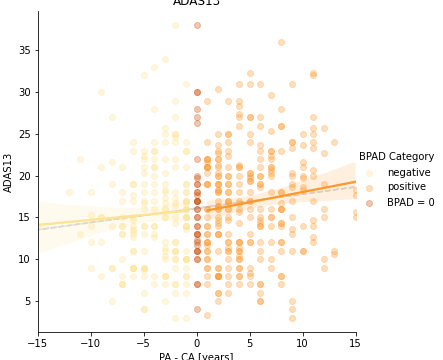 ADAS13
35
30
25
20
15
10
5
ADAS13
−15
−10
−5
0
5
10
15
PA - CA [years]
BPAD Category
negative
positive
BPAD = 0